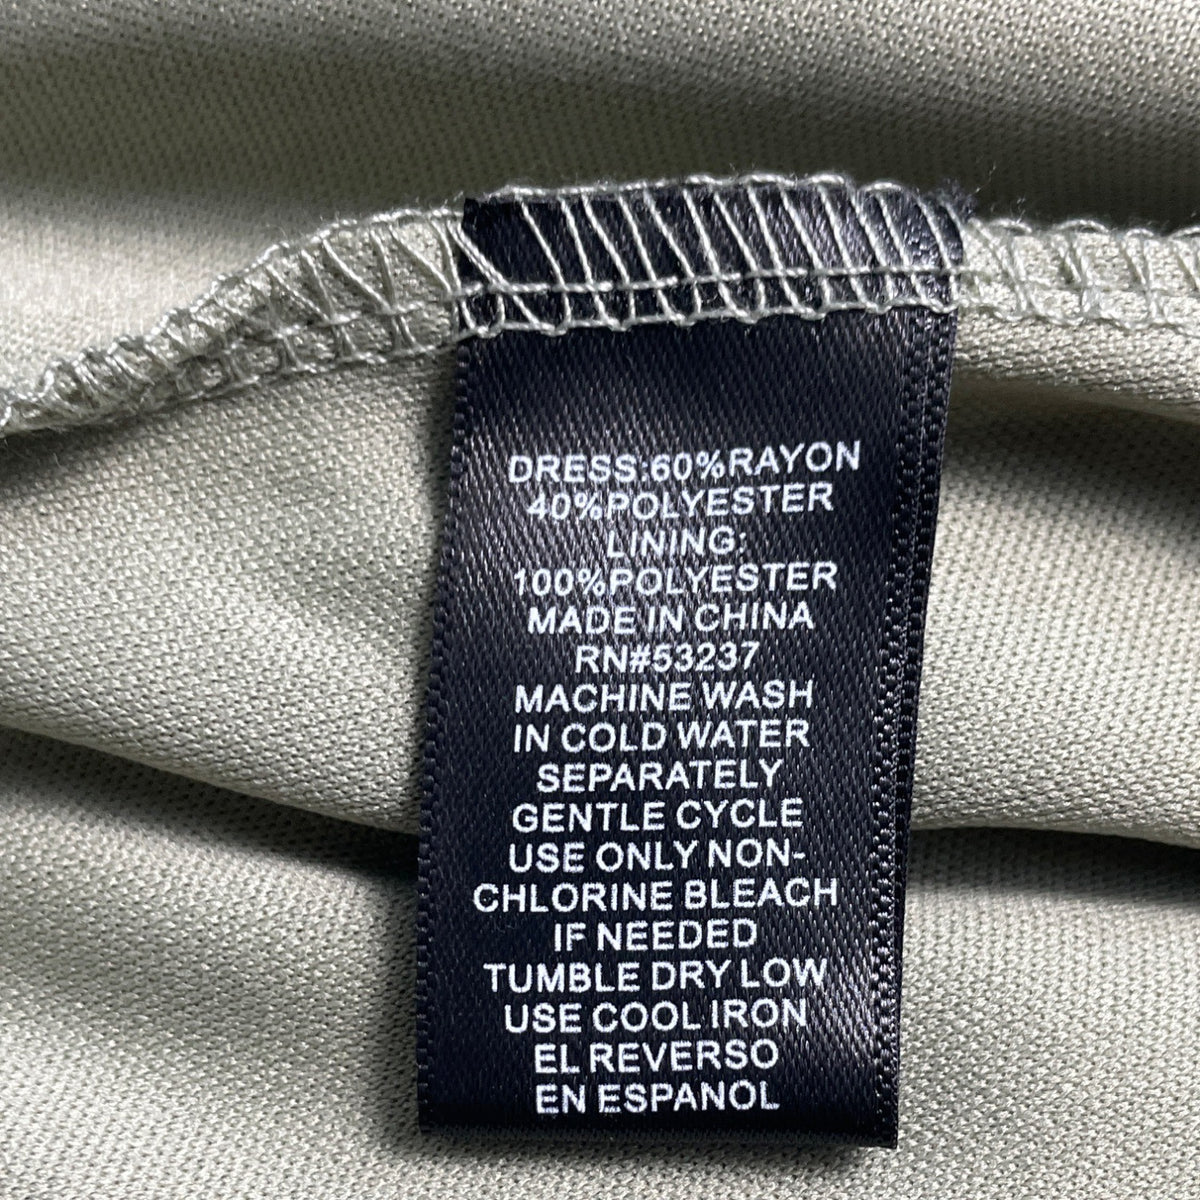 DRESS:60%RAYON
40%POLYESTER
LINING:
100%POLYESTER
MADE IN CHINA
RN#53237
MACHINE WASH
IN COLD WATER
SEPARATELY
GENTLE CYCLE
USE ONLY NON-
CHLORINE BLEACH
IF NEEDED
TUMBLE DRY LOW
USE COOL IRON
EL REVERSO
EN ESPANOL